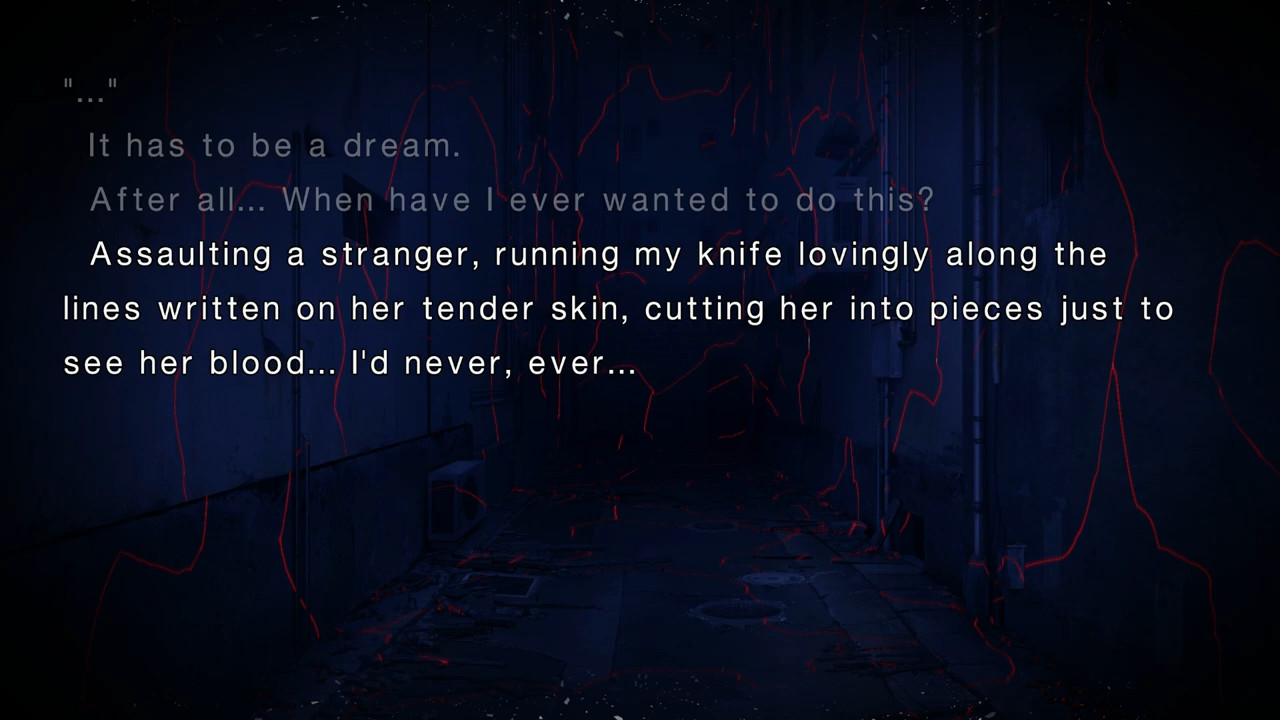 "..."
It has to be a dream.
After all... When have I ever wanted to do this?
Assaulting a stranger, running my knife lovingly along the
lines written on her tender skin, cutting her into pieces just to
see her blood... I'd never, ever...